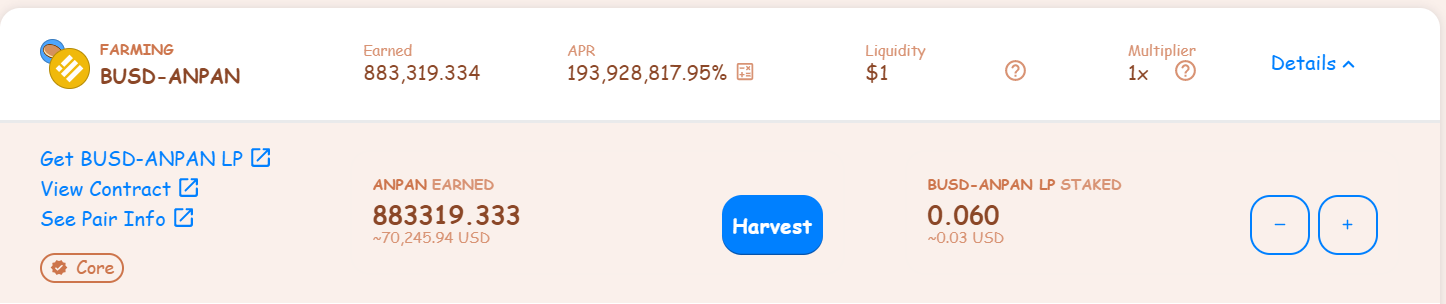 FARMING
BUSD-ANPAN
Earned
883,319.334
APR
193,928,817.95%
Liquidity
$1
Multiplier
1x
Details
Get BUSD-ANPAN LP
View Contract
See Pair Info
Core
ANPAN EARNED
883319.333
~70,245.94 USD
Harvest
BUSD-ANPAN LP STAKED
0.060
~0.03 USD
−
+